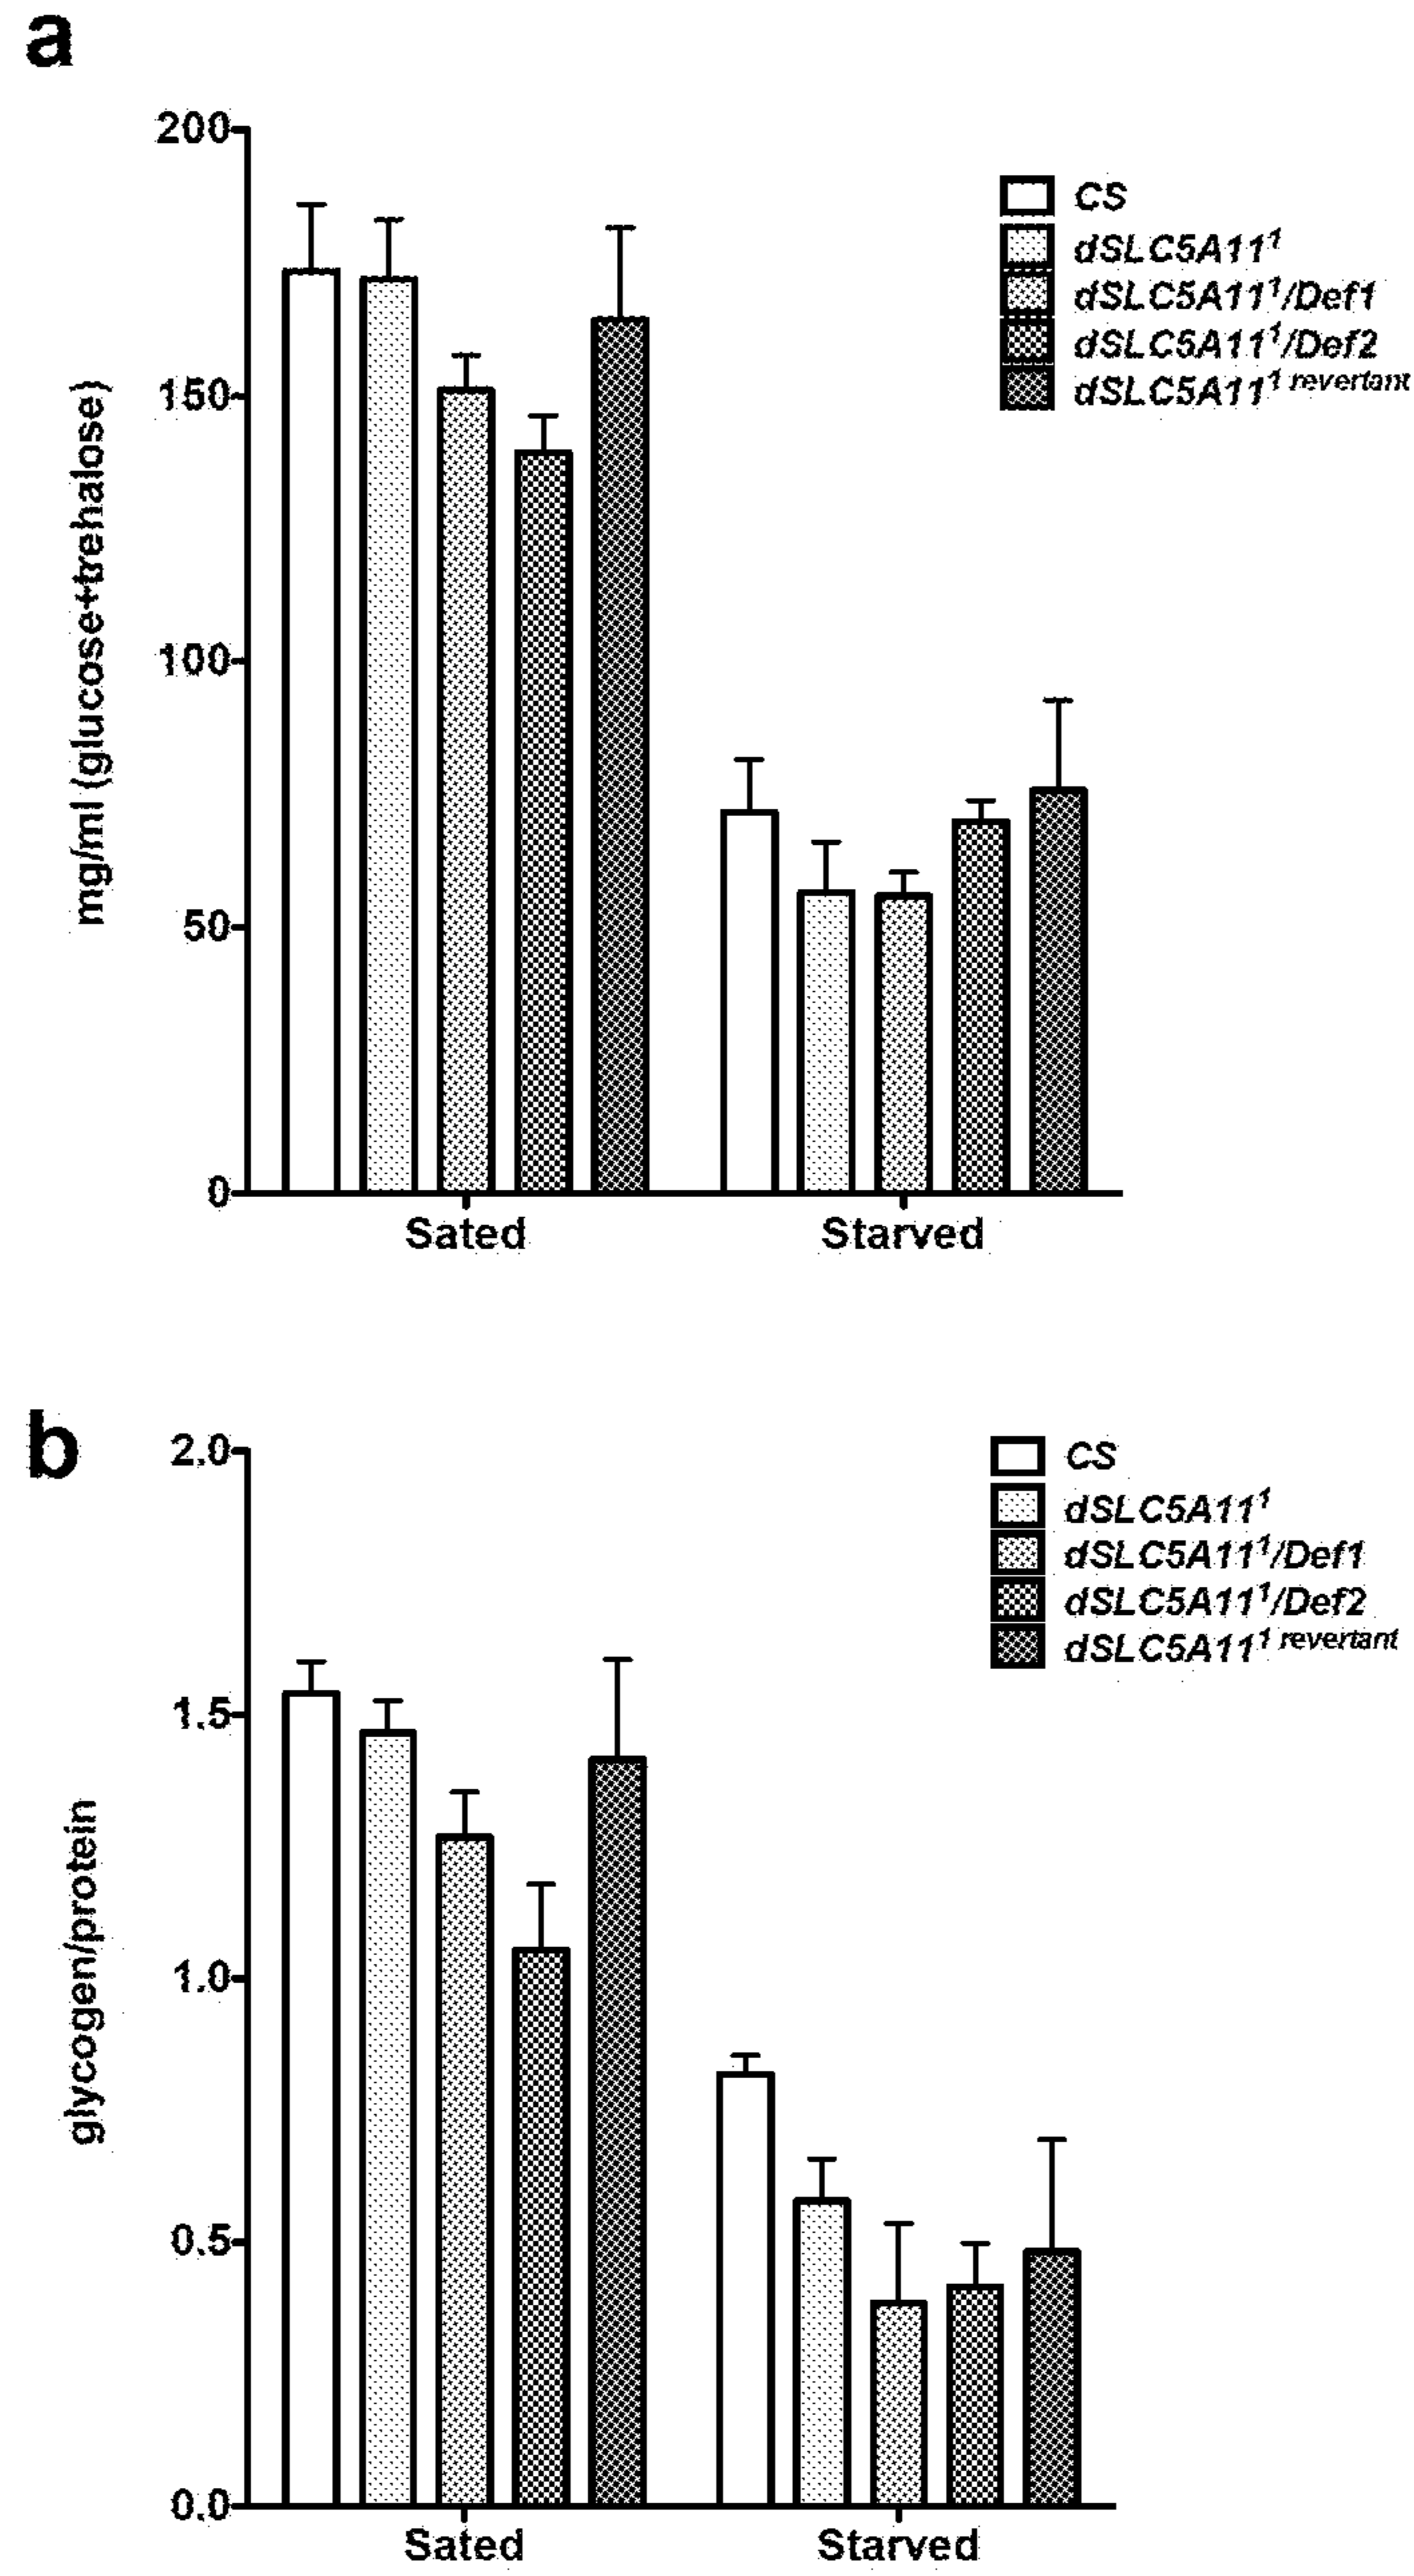 a
200
150
100
50
0
mg/ml (glucose+trehalose)
CS
dSLC5A11¹
dSLC5A11¹/Def1
dSLC5A11¹/Def2
dSLC5A11¹ revertant
Sated
Starved
b
2.0
1.5
1.0
0.5
0.0
glycogen/protein
CS
dSLC5A11¹
dSLC5A11¹/Def1
dSLC5A11¹/Def2
dSLC5A11¹ revertant
Sated
Starved